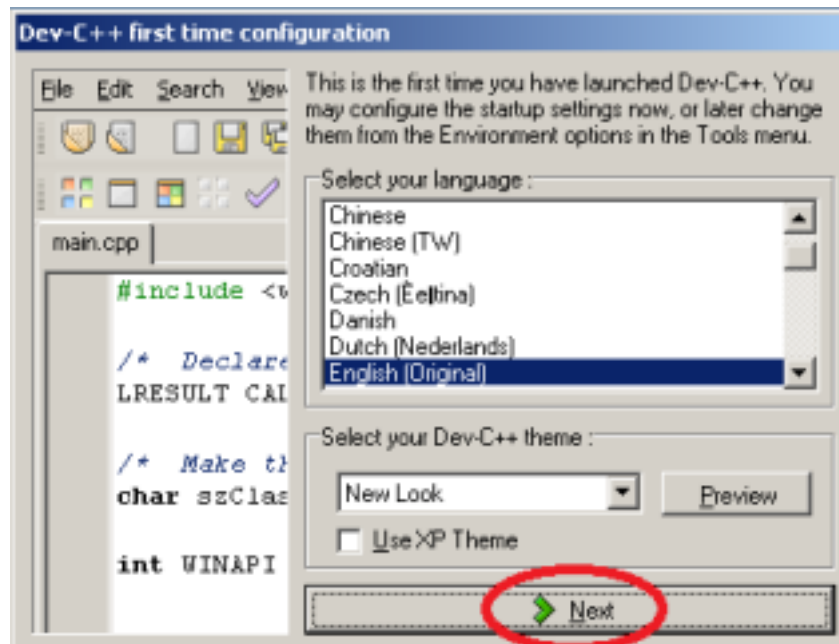 Dev-C++ first time configuration
File Edit Search View
main.cpp
#include <w
/* Declare
LRESULT CAL
/* Make th
char szClas
int WINAPI
This is the first time you have launched Dev-C++. You
may configure the startup settings now, or later change
them from the Environment options in the Tools menu.
Select your language :
Chinese
Chinese (TW)
Croatian
Czech (Èeļtina)
Danish
Dutch (Nederlands)
English (Original)
Select your Dev-C++ theme :
New Look
Preview
Use XP Theme
Next